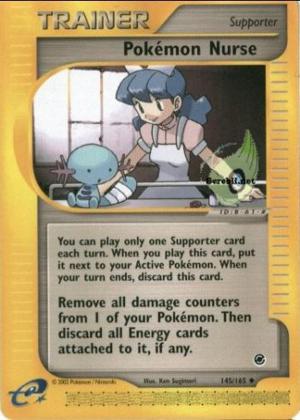 TRAINER
Supporter
Pokémon Nurse
Serebii.net
You can play only one Supporter card
each turn. When you play this card, put
it next to your Active Pokémon. When
your turn ends, discard this card.
Remove all damage counters
from 1 of your Pokémon. Then
discard all Energy cards
attached to it, if any.
©2002 Pokémon / Nintendo
Illus. Ken Sugimori
145/165